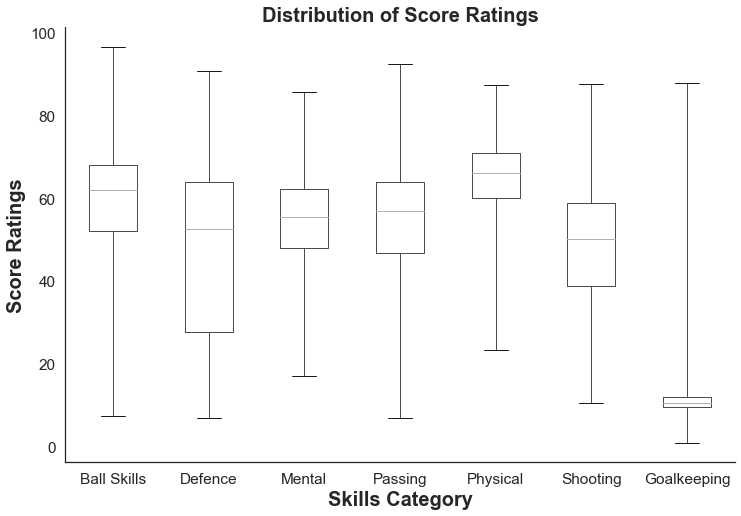 Distribution of Score Ratings
100
80
60
40
20
0
Score Ratings
Ball Skills Defence Mental Passing Physical Shooting Goalkeeping
Skills Category